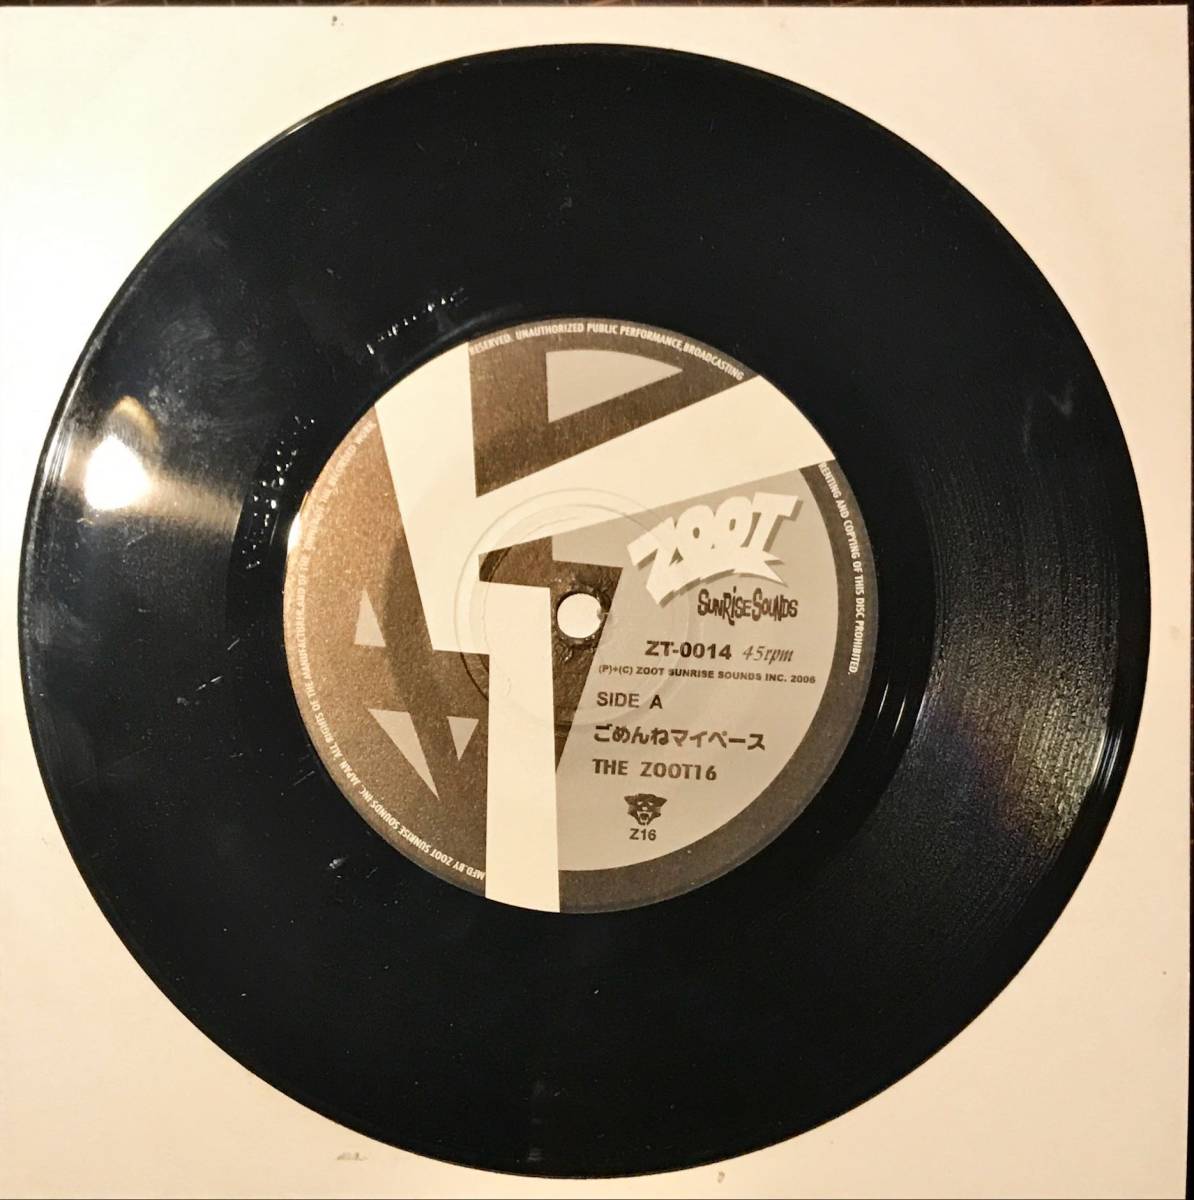 ZOOT
SUNRISE SOUNDS
ZT-0014 45rpm
(P)+(C) ZOOT SUNRISE SOUNDS INC. 2006
SIDE A
ごめんねマイペース
THE ZOOT16
Z16
MFD.BY ZOOT SUNRISE SOUNDS INC. JAPAN. ALL RIGHTS OF THE MANUFACTURER AND OF THE
THE RECORDED WORK
RESERVED. UNAUTHORIZED PUBLIC PERFORMANCE, BROADCASTING
RENTING AND COPYING OF THIS DISC PROHIBITED.